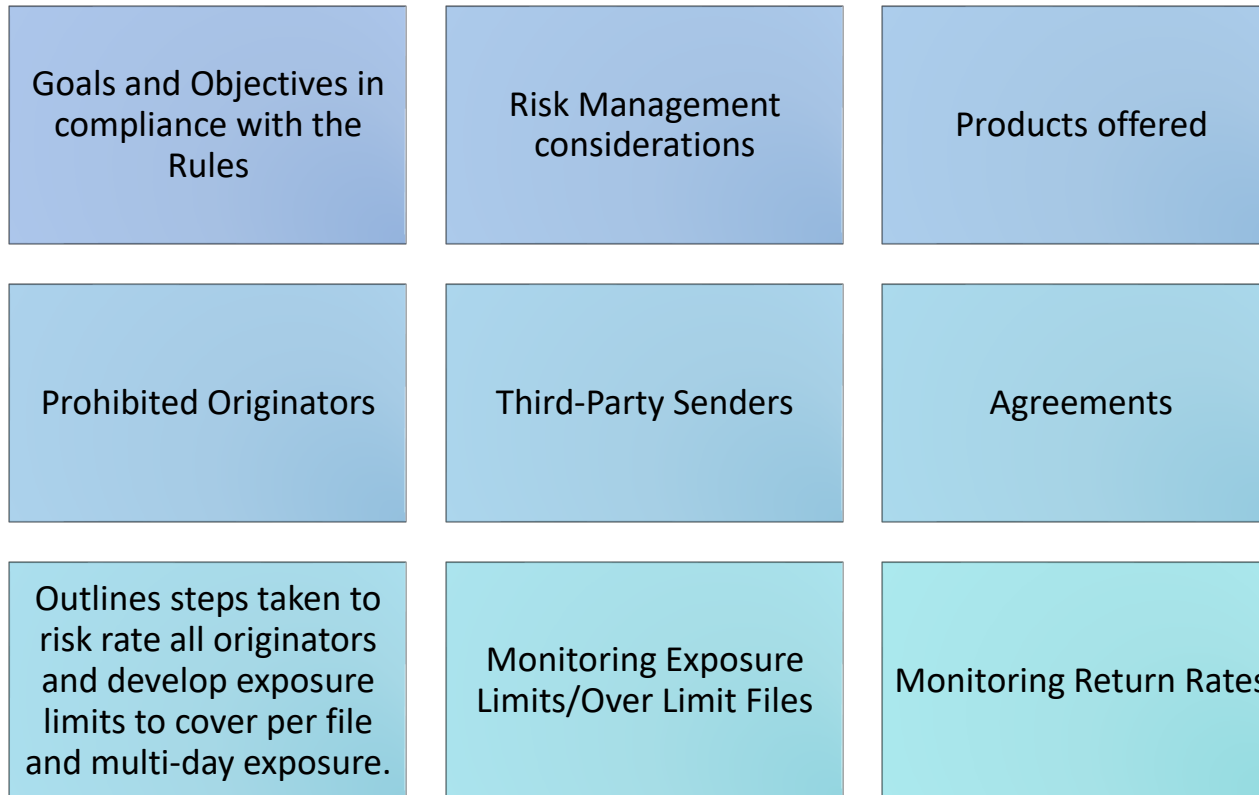 Goals and Objectives in
compliance with the
Rules
Risk Management
considerations
Products offered
Prohibited Originators
Third-Party Senders
Agreements
Outlines steps taken to
risk rate all originators
and develop exposure
limits to cover per file
and multi-day exposure.
Monitoring Exposure
Limits/Over Limit Files
Monitoring Return Rates